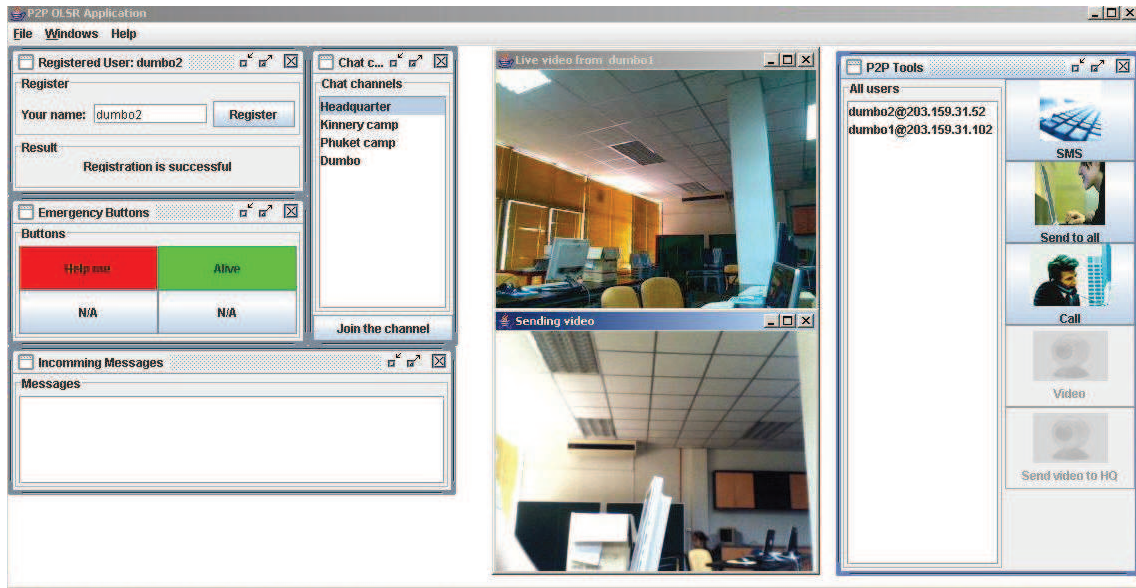 P2P OLSR Application
File Windows Help
Registered User: dumbo2
Register
Your name: dumbo2 Register
Result
Registration is successful
Emergency Buttons
Buttons
Help me Alive
N/A N/A
Incomming Messages
Messages
Chat c...
Chat channels
Headquarter
Kinnery camp
Phuket camp
Dumbo
Join the channel
Live video from dumbo1
Sending video
P2P Tools
All users
dumbo2@203.159.31.52
dumbo1@203.159.31.102
SMS
Send to all
Call
Video
Send video to HQ